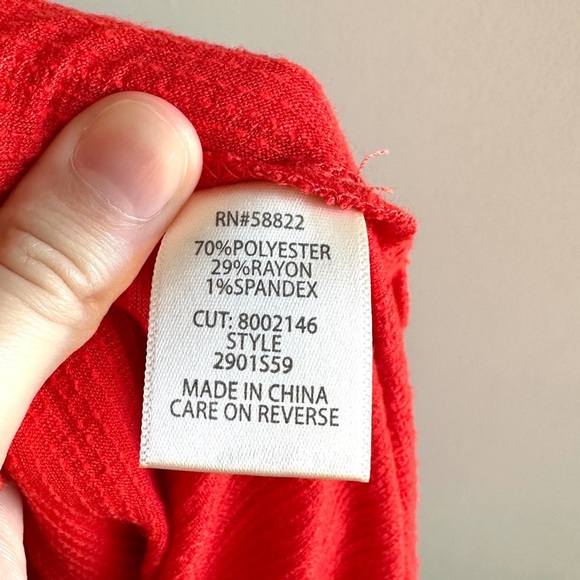 RN#58822
70%POLYESTER
29%RAYON
1%SPANDEX
CUT: 8002146
STYLE
2901S59
MADE IN CHINA
CARE ON REVERSE